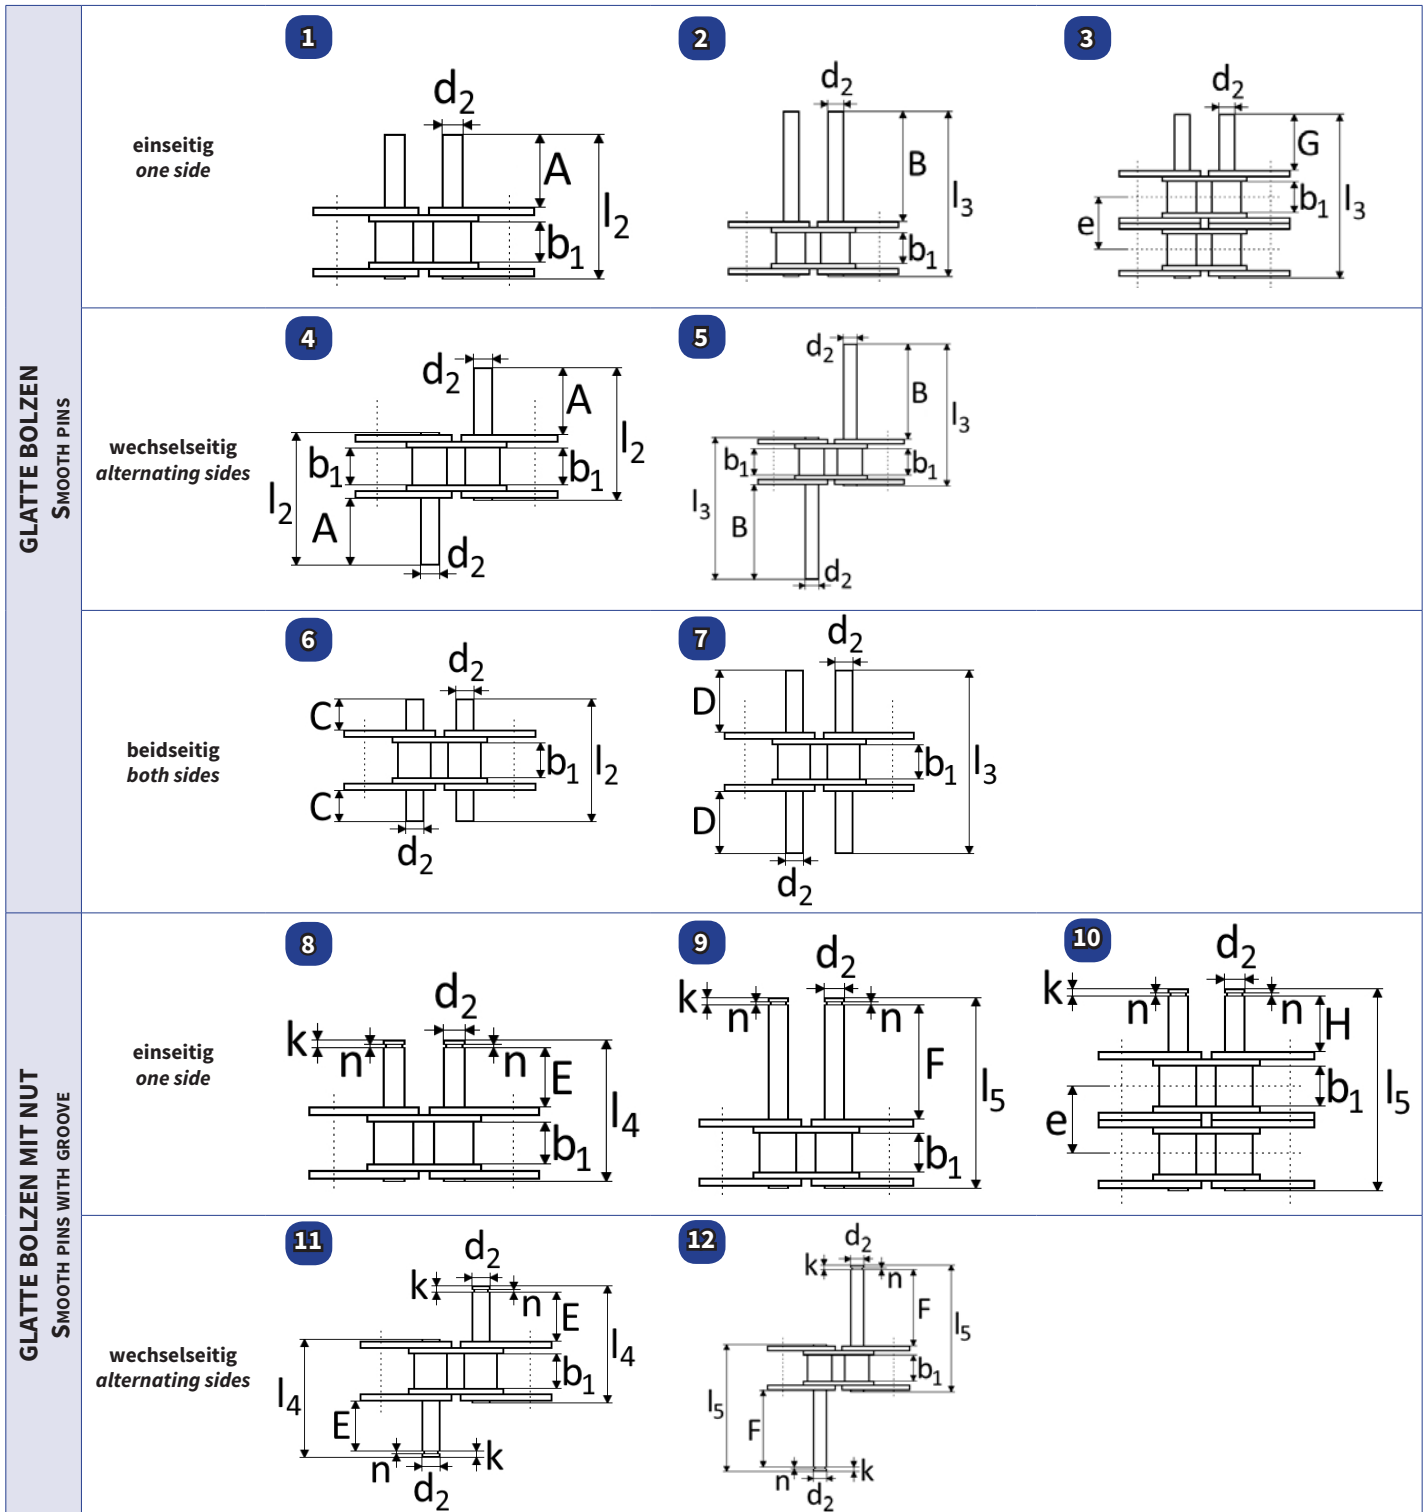 GLATTE BOLZEN
SMOOTH PINS
einseitig
one side
1
d2
A
l2
b1
2
d2
B
l3
b1
3
d2
G
b1
l3
e
wechselseitig
alternating sides
4
d2
A
l2
b1
b1
l2
A
d2
5
d2
B
l3
b1
b1
l3
B
d2
beidseitig
both sides
6
d2
C
b1
l2
C
d2
7
d2
D
b1
l3
D
d2
GLATTE BOLZEN MIT NUT
SMOOTH PINS WITH GROOVE
einseitig
one side
8
d2
k
n
n
E
l4
b1
9
d2
k
n
n
F
l5
b1
10
d2
k
n
n
H
b1
l5
e
wechselseitig
alternating sides
11
d2
k
n
E
l4
b1
l4
E
n
k
d2
12
d2
k
n
F
l5
b1
l5
F
n
k
d2